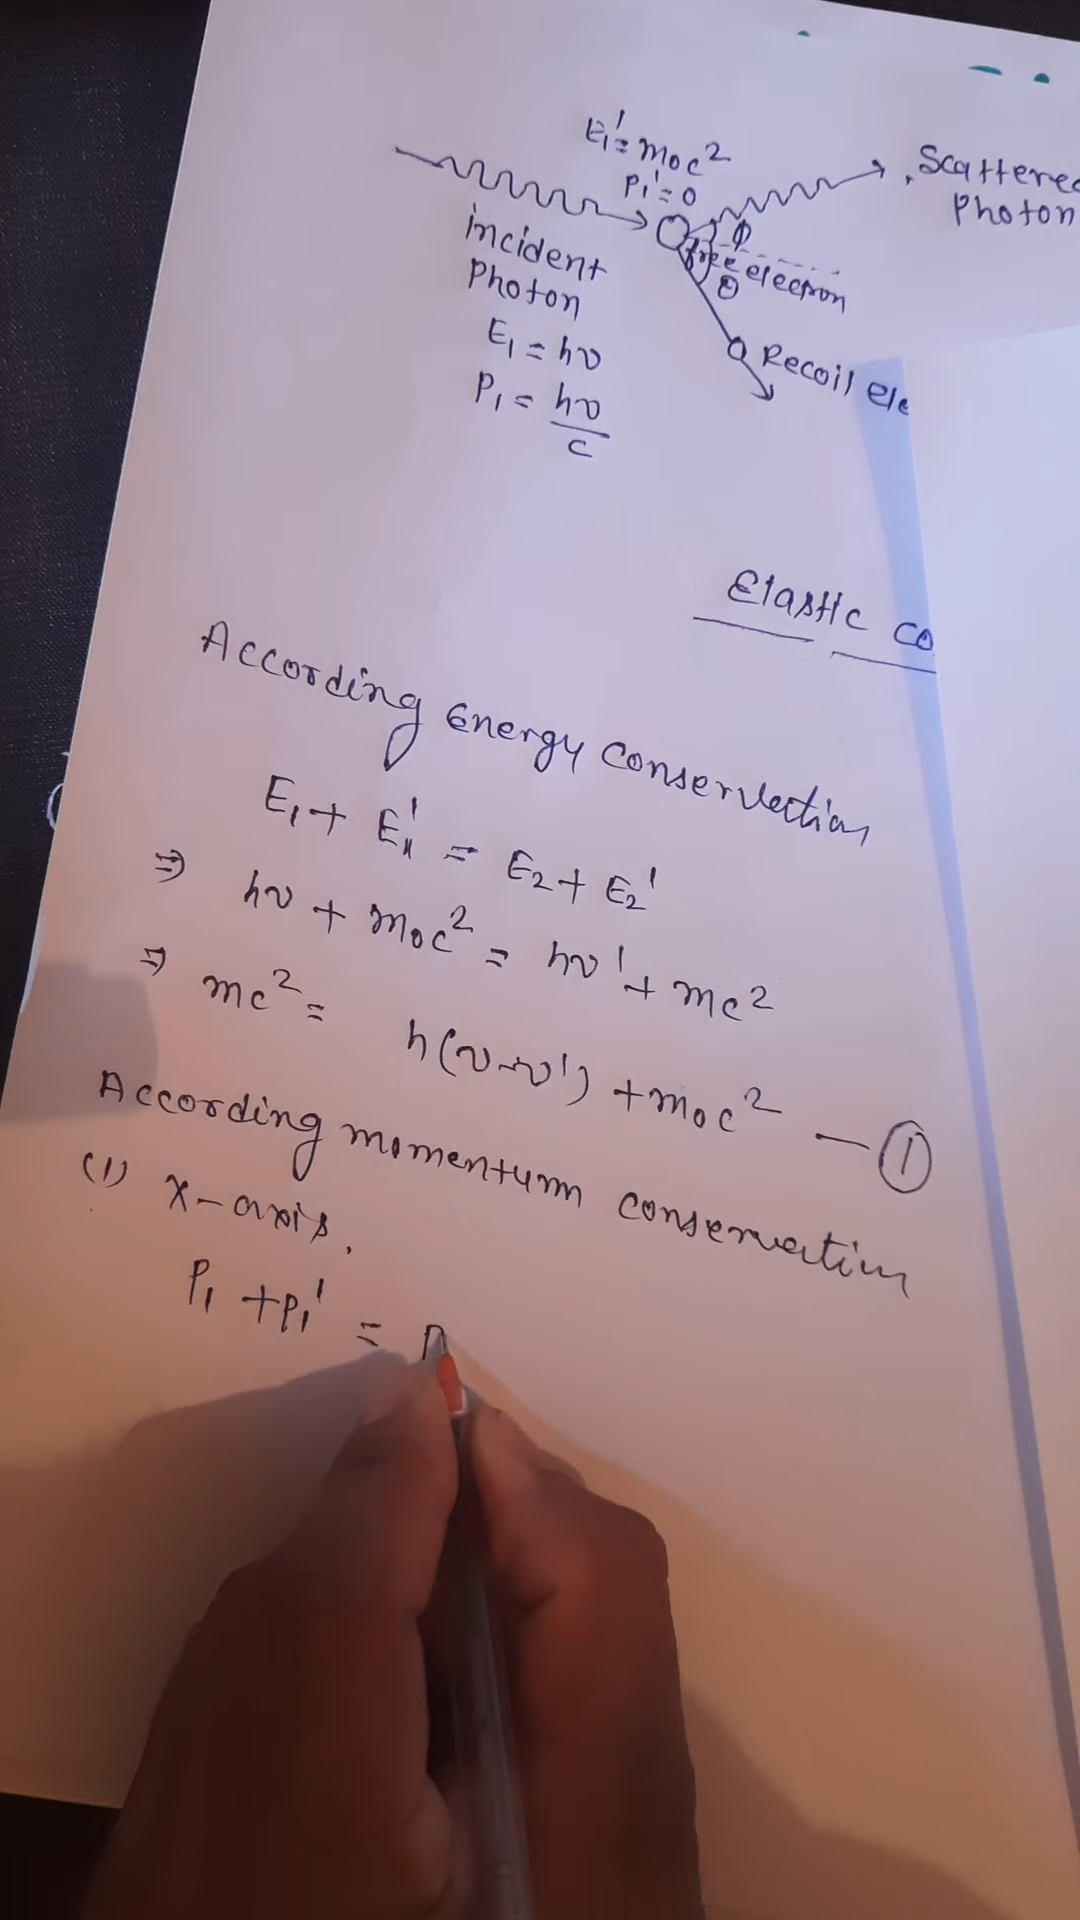 E₁' = m₀c²
P₁' = 0
Scattered
Photon
ϕ
free electron
θ
incident
Photon
E₁ = hν
P₁ = hν/c
Recoil ele
Elastic co
According Energy conservation
E₁ + E₁' = E₂ + E₂'
⇒ hν + m₀c² = hν' + mc²
⇒ mc² = h(ν-ν') + m₀c² — ①
According momentum conservation
(1) x-axis,
P₁ + P₁' = P